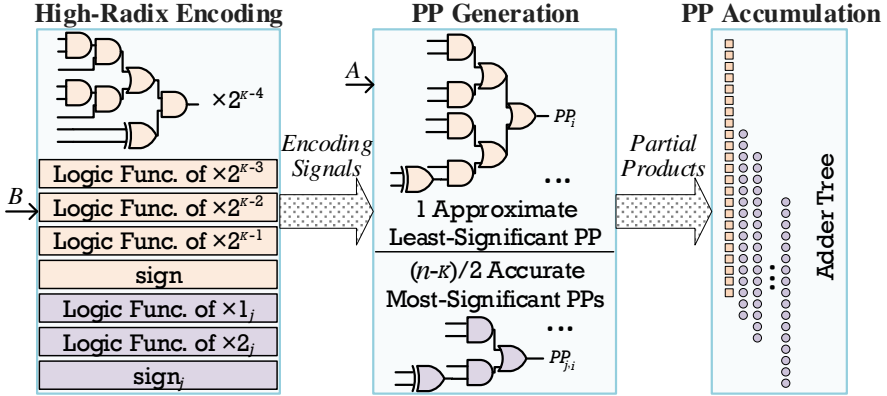 High-Radix Encoding
×2^{K-4}
B
Logic Func. of ×2^{K-3}
Logic Func. of ×2^{K-2}
Logic Func. of ×2^{K-1}
sign
Logic Func. of ×1_j
Logic Func. of ×2_j
sign_j
Encoding
Signals
PP Generation
A
PP_i
...
1 Approximate
Least-Significant PP
(n-K)/2 Accurate
Most-Significant PPs
...
PP_{j,i}
Partial
Products
PP Accumulation
...
Adder Tree